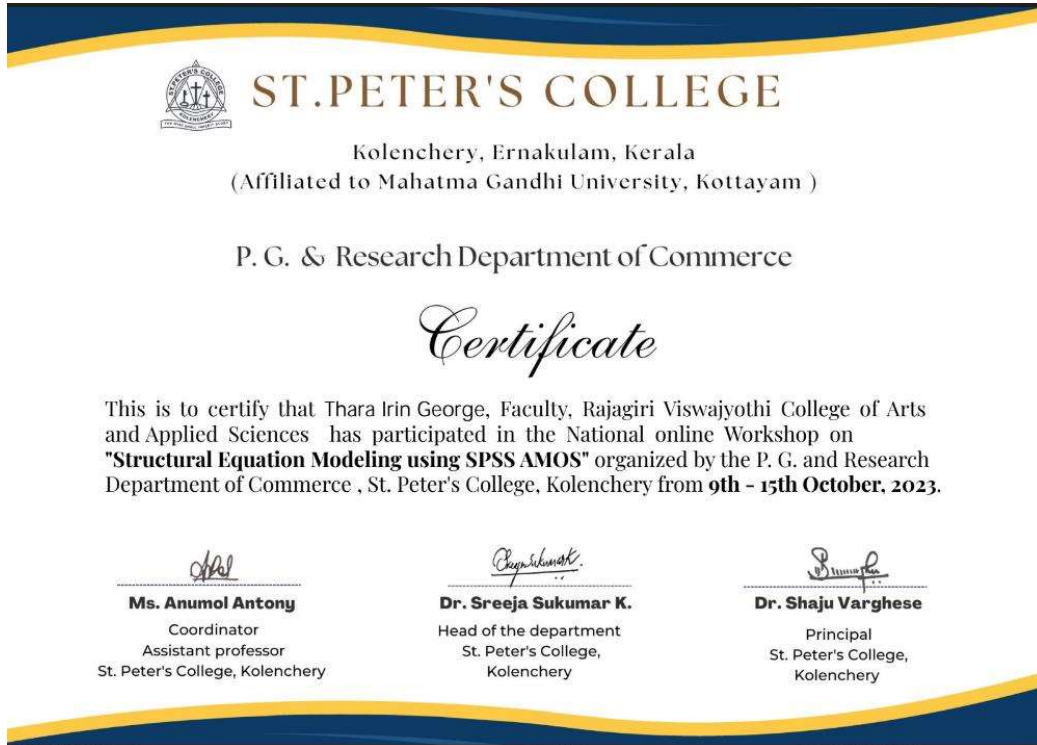 ST.PETER'S COLLEGE
KOLENCHERY
ST.PETER'S COLLEGE
Kolenchery, Ernakulam, Kerala
(Affiliated to Mahatma Gandhi University, Kottayam )
P. G. & Research Department of Commerce
Certificate
This is to certify that Thara Irin George, Faculty, Rajagiri Viswajyothi College of Arts
and Applied Sciences has participated in the National online Workshop on
"Structural Equation Modeling using SPSS AMOS" organized by the P. G. and Research
Department of Commerce , St. Peter's College, Kolenchery from 9th - 15th October, 2023.
Ms. Anumol Antony
Coordinator
Assistant professor
St. Peter's College, Kolenchery
Dr. Sreeja Sukumar K.
Head of the department
St. Peter's College,
Kolenchery
Dr. Shaju Varghese
Principal
St. Peter's College,
Kolenchery